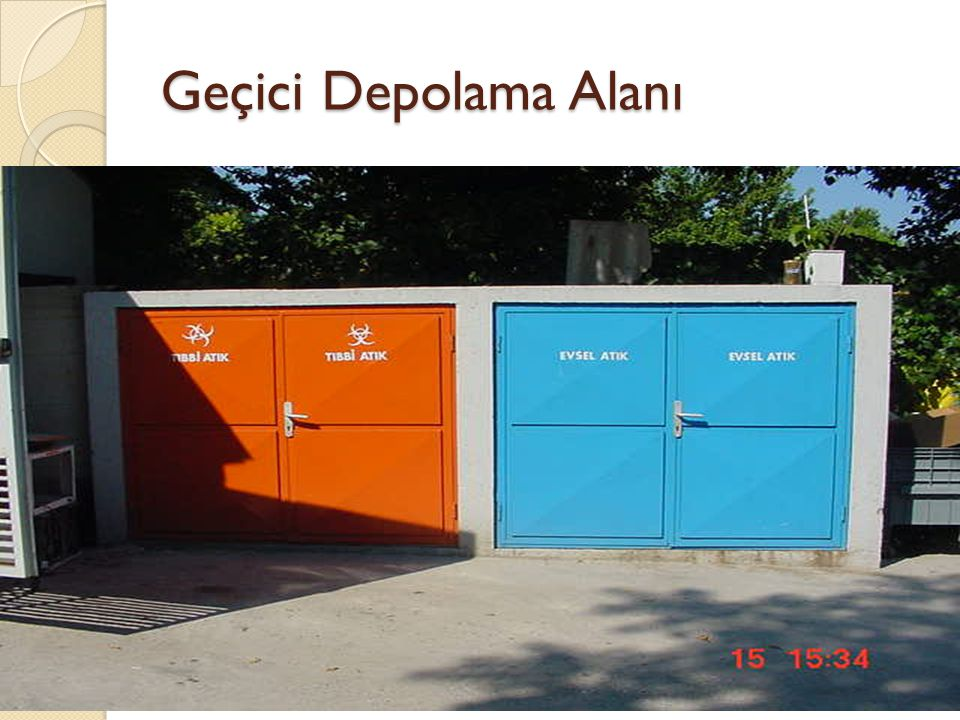 Geçici Depolama Alanı
TIBBİ ATIK
TIBBİ ATIK
EVSEL ATIK
EVSEL ATIK
15 15:34